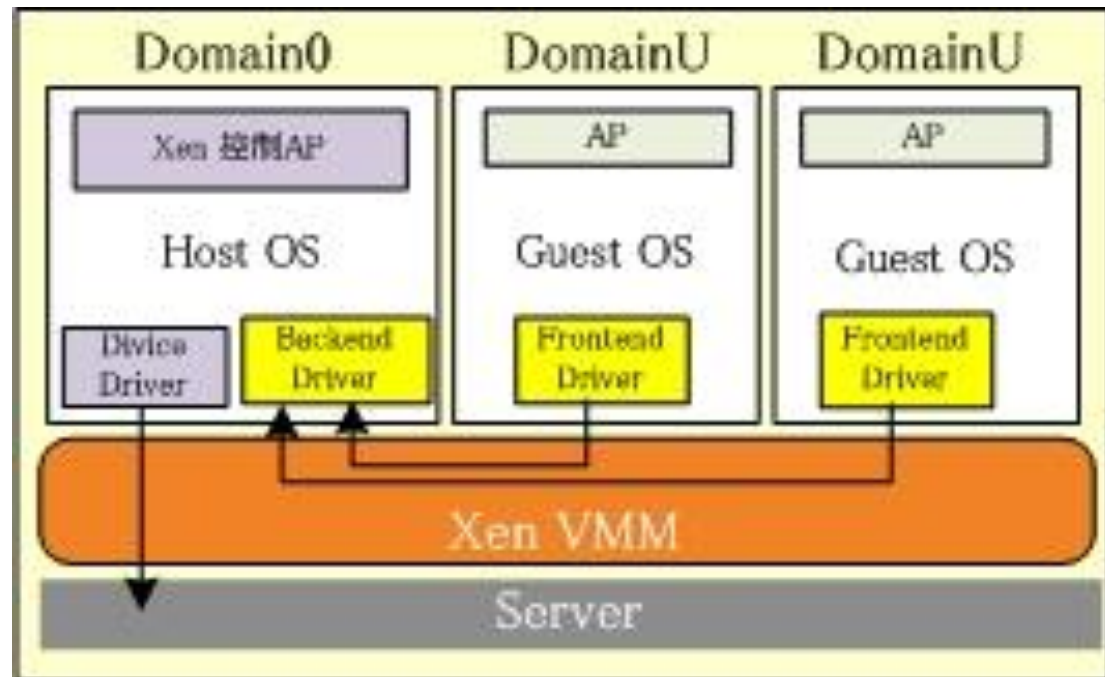 Domain0
DomainU
DomainU
Xen 控制AP
AP
AP
Host OS
Guest OS
Guest OS
Divice
Driver
Backend
Driver
Frontend
Driver
Frontend
Driver
Xen VMM
Server